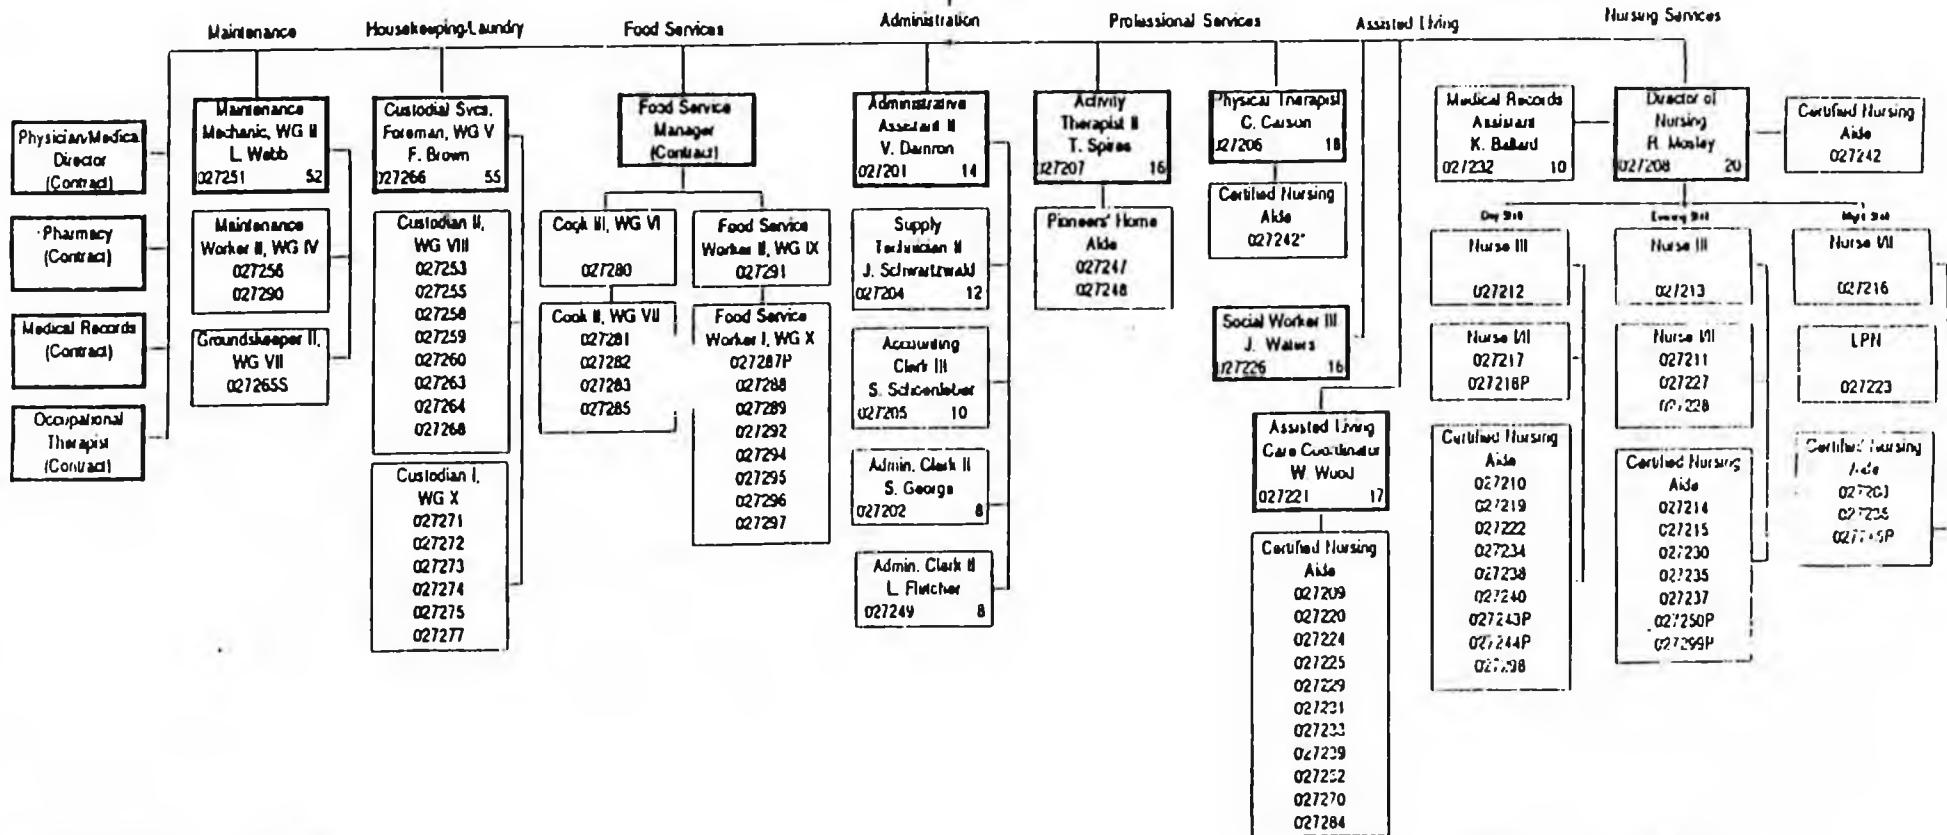 Maintenance
Housekeeping/Laundry
Food Services
Administration
Professional Services
Assisted Living
Nursing Services
Physician/Medical
Director
(Contract)
Pharmacy
(Contract)
Medical Records
(Contract)
Occupational
Therapist
(Contract)
Maintenance
Mechanic, WG II
L. Webb
027251 52
Maintenance
Worker II, WG IV
027256
027290
Groundskeeper II,
WG VII
027265S
Custodial Svcs.
Foreman, WG V
F. Brown
027266 55
Custodian II,
WG VIII
027253
027255
027258
027259
027260
027263
027264
027268
Custodian I,
WG X
027271
027272
027273
027274
027275
027277
Food Service
Manager
(Contract)
Cook III, WG VI
027280
Cook II, WG VII
027281
027282
027283
027285
Food Service
Worker II, WG IX
027291
Food Service
Worker I, WG X
027287P
027288
027289
027292
027294
027295
027296
027297
Administrative
Assistant II
V. Damron
027201 14
Supply
Technician II
J. Schwartzwald
027204 12
Accounting
Clerk III
S. Schoenleber
027205 10
Admin. Clerk II
S. George
027202 8
Admin. Clerk II
L. Fletcher
027249 8
Activity
Therapist II
T. Spires
027207 16
Pioneers' Home
Aide
027247
027248
Physical Therapist
C. Carson
027206 18
Certified Nursing
Aide
027242*
Social Worker III
J. Waters
027226 16
Assisted Living
Care Coordinator
W. Wood
027221 17
Certified Nursing
Aide
027209
027220
027224
027225
027229
027231
027233
027239
027252
027270
027284
Medical Records
Assistant
K. Ballard
027232 10
Director of
Nursing
R. Mosley
027208 20
Certified Nursing
Aide
027242
Day Shift
Nurse III
027212
Nurse I/II
027217
027218P
Certified Nursing
Aide
027210
027219
027222
027234
027238
027240
027243P
027244P
027298
Evening Shift
Nurse III
027213
Nurse I/II
027211
027227
027228
Certified Nursing
Aide
027214
027215
027230
027235
027237
027250P
027299P
Night Shift
Nurse I/II
027216
LPN
027223
Certified Nursing
Aide